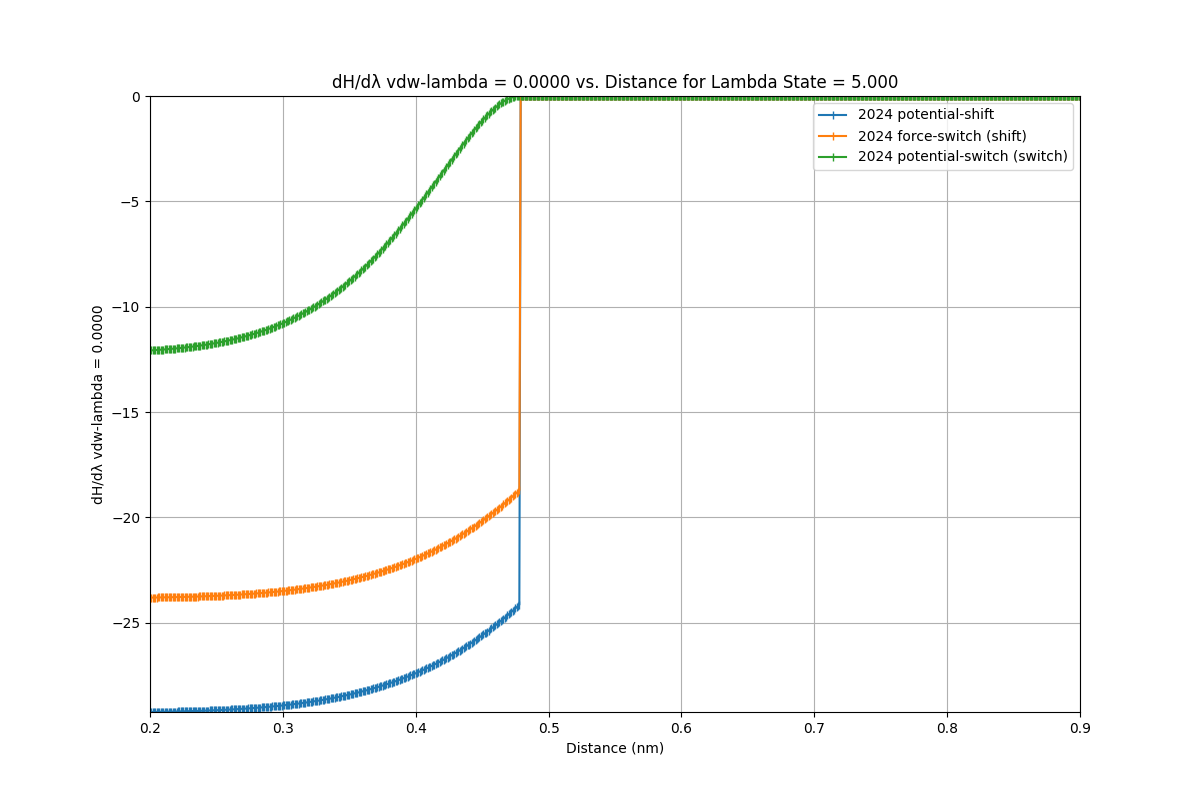 dH/dλ vdw-lambda = 0.0000 vs. Distance for Lambda State = 5.000
0
−5
−10
−15
−20
−25
dH/dλ vdw-lambda = 0.0000
2024 potential-shift
2024 force-switch (shift)
2024 potential-switch (switch)
0.2 0.3 0.4 0.5 0.6 0.7 0.8 0.9
Distance (nm)